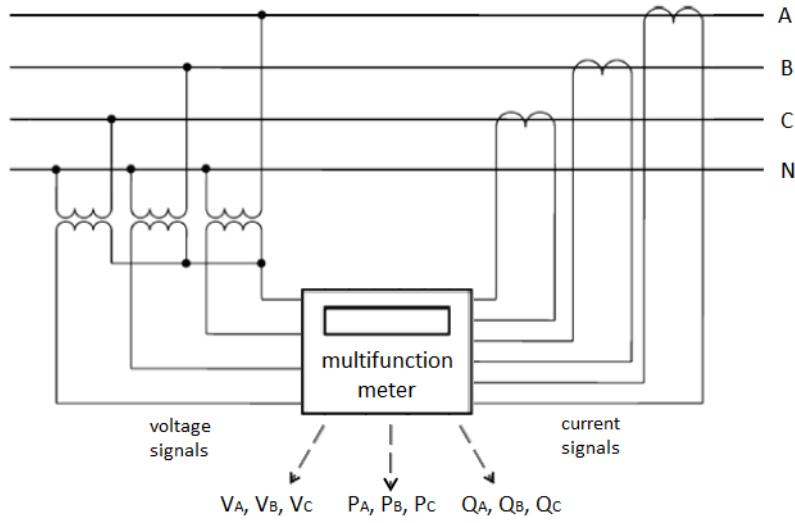 A
B
C
N
multifunction
meter
voltage
signals
current
signals
VA, VB, VC
PA, PB, PC
QA, QB, QC